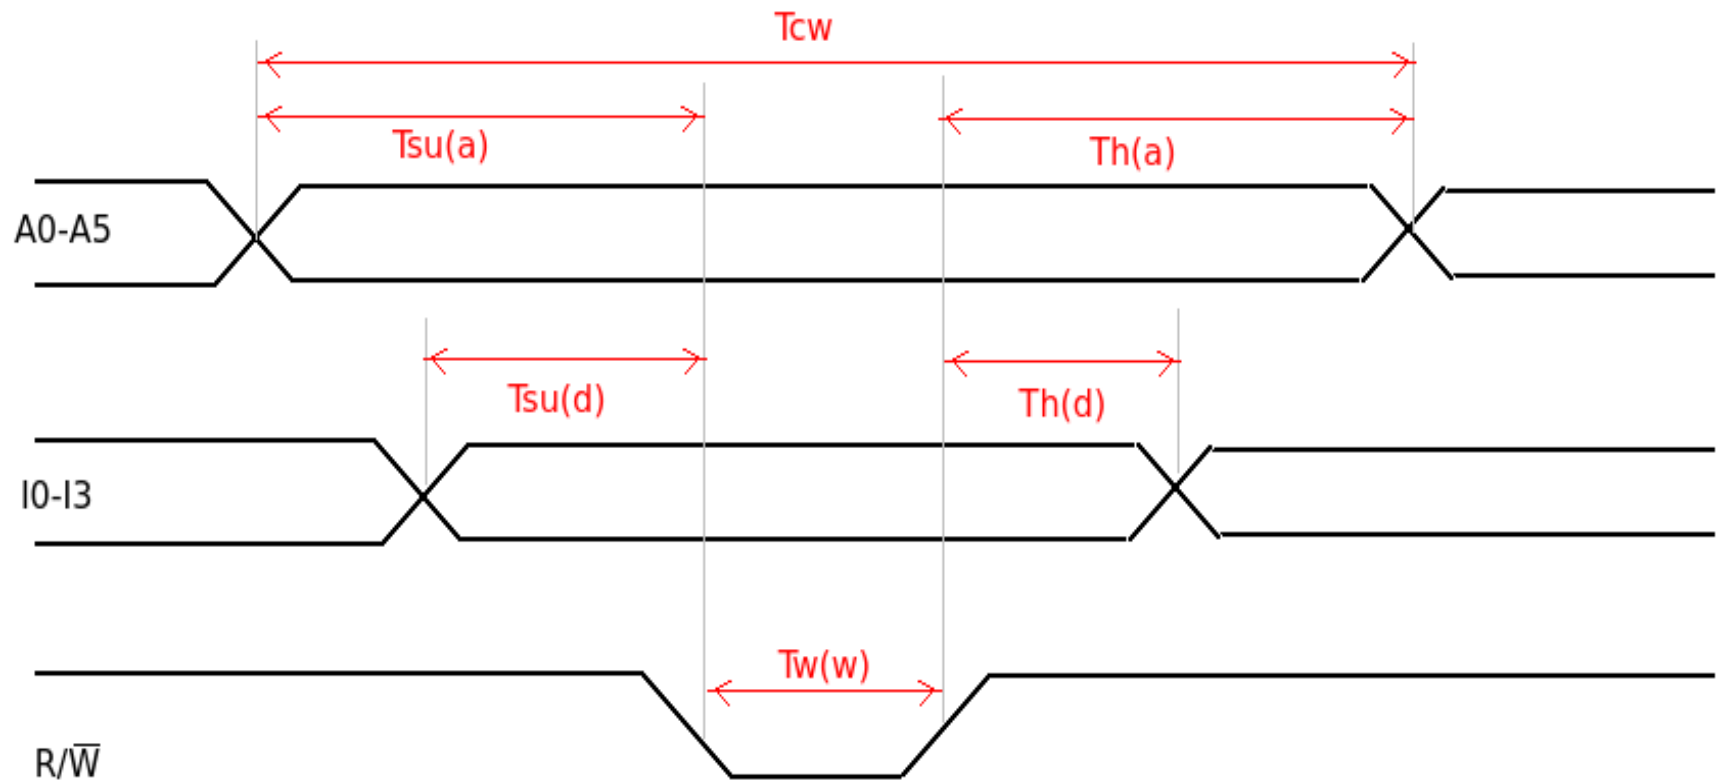 Tcw
Tsu(a)
Th(a)
A0-A5
Tsu(d)
Th(d)
I0-I3
Tw(w)
R/W̅